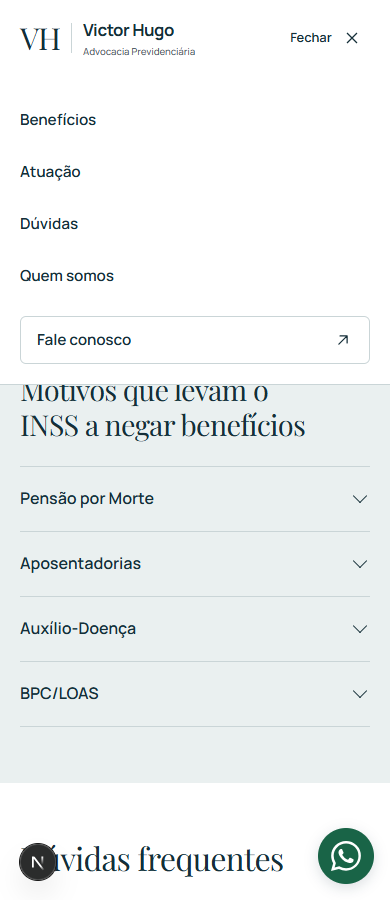 VH
Victor Hugo
Advocacia Previdenciária
Fechar
Benefícios
Atuação
Dúvidas
Quem somos
Fale conosco
Motivos que levam o
INSS a negar benefícios
Pensão por Morte
Aposentadorias
Auxílio-Doença
BPC/LOAS
Dúvidas frequentes
N